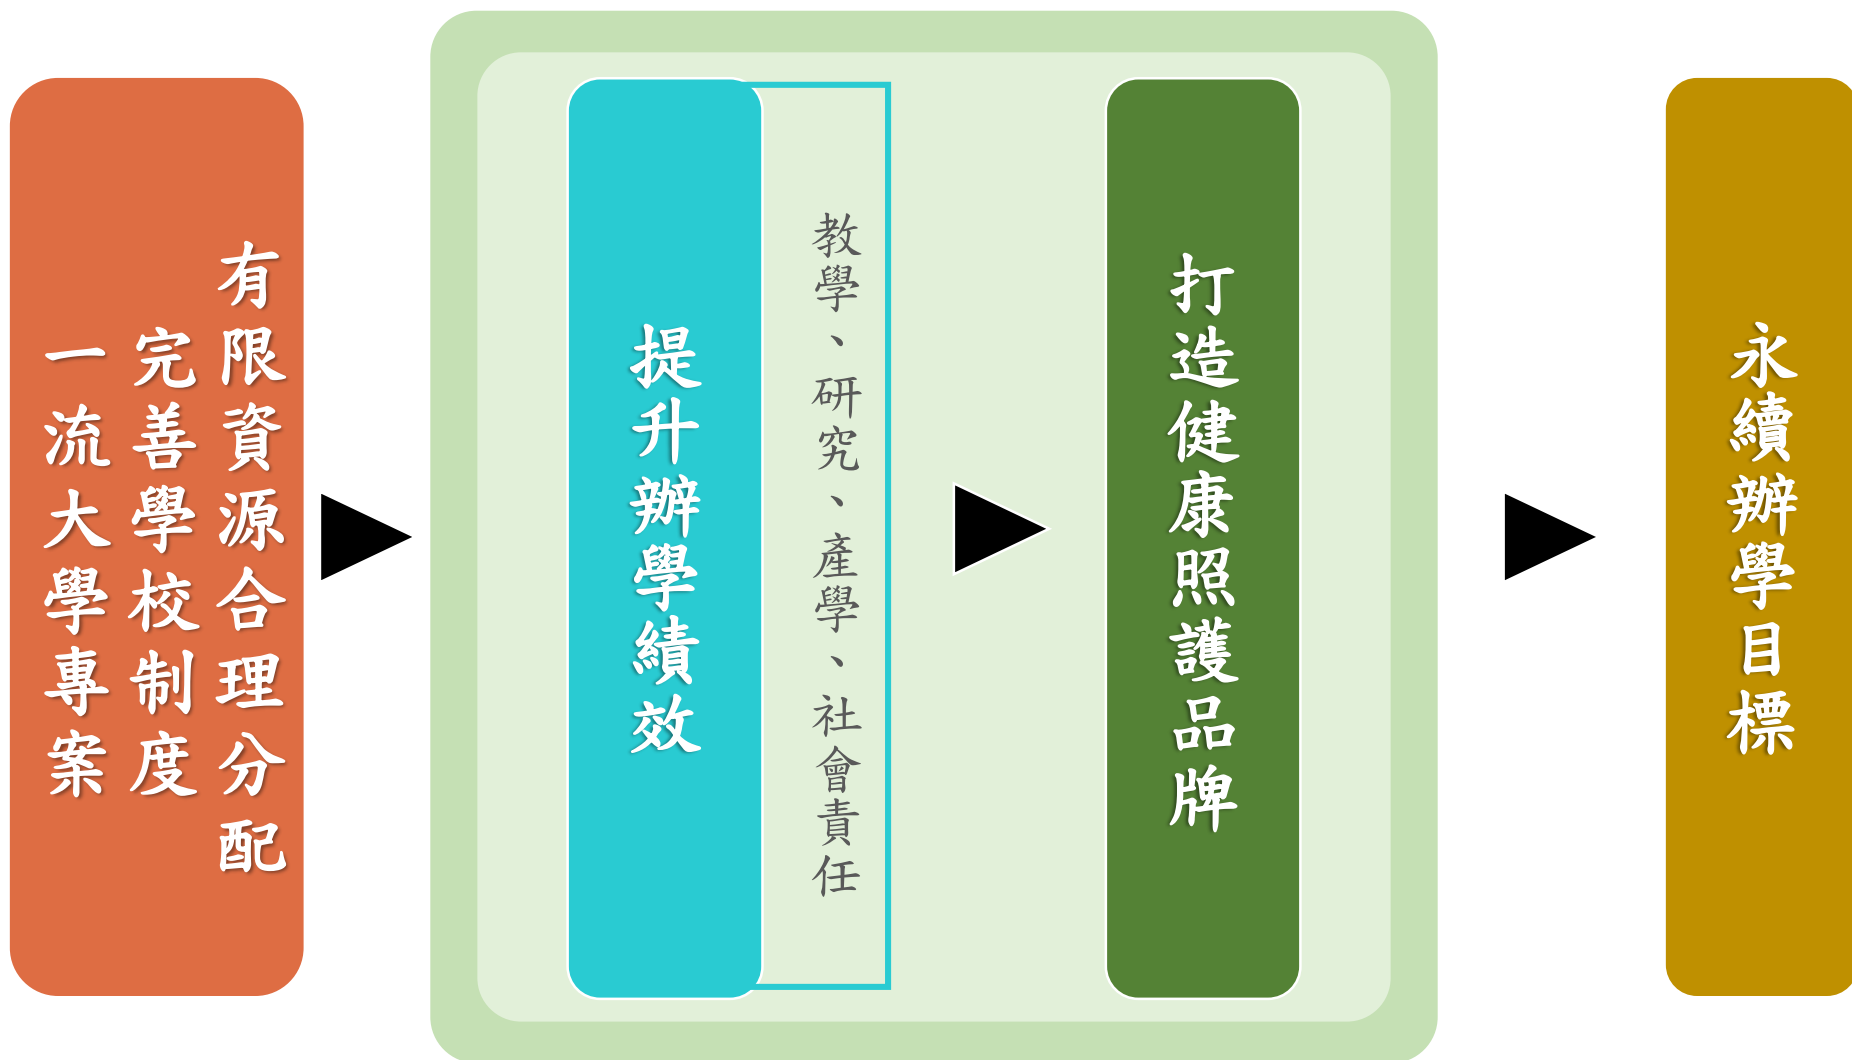 有限資源合理分配
完善學校制度
一流大學專案
提升辦學績效
教學、研究、產學、社會責任
打造健康照護品牌
永續辦學目標